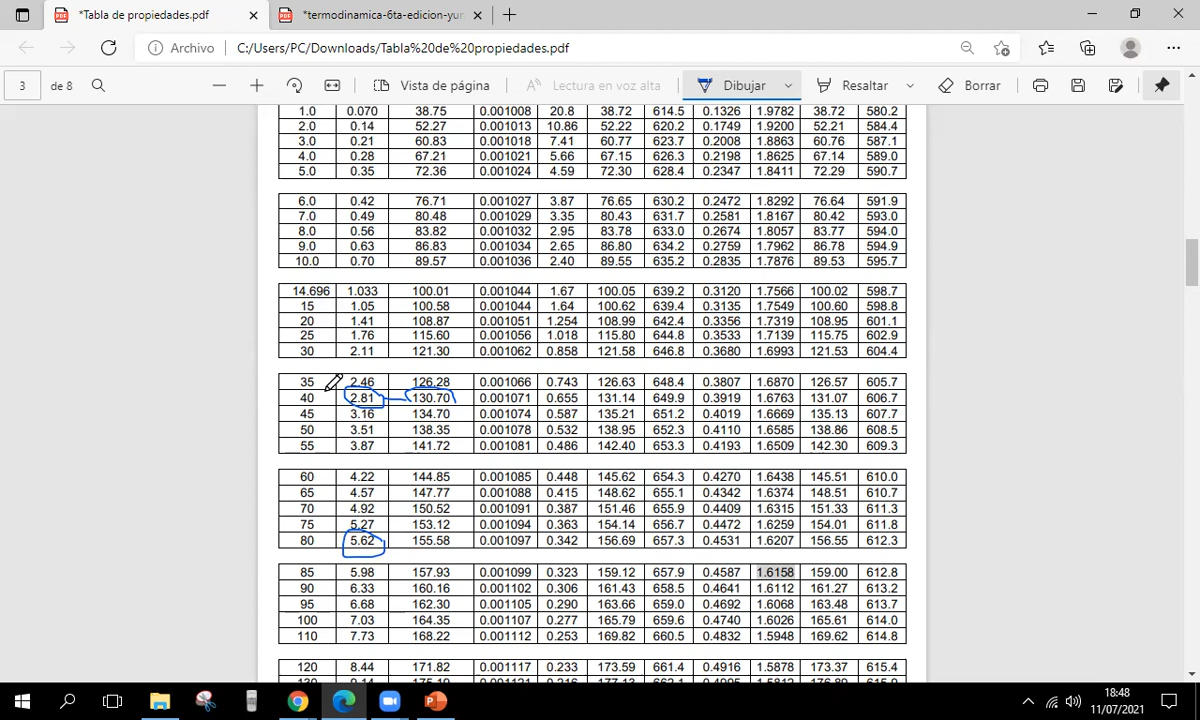 *Tabla de propiedades.pdf
*termodinamica-6ta-edicion-yur
Archivo
C:/Users/PC/Downloads/Tabla%20de%20propiedades.pdf
3 de 8
Vista de página
Lectura en voz alta
Dibujar
Resaltar
Borrar
1.0 0.070 38.75 0.001008 20.8 38.72 614.5 0.1326 1.9782 38.72 580.2
2.0 0.14 52.27 0.001013 10.86 52.22 620.2 0.1749 1.9200 52.21 584.4
3.0 0.21 60.83 0.001018 7.41 60.77 623.7 0.2008 1.8863 60.76 587.1
4.0 0.28 67.21 0.001021 5.66 67.15 626.3 0.2198 1.8625 67.14 589.0
5.0 0.35 72.36 0.001024 4.59 72.30 628.4 0.2347 1.8411 72.29 590.7
6.0 0.42 76.71 0.001027 3.87 76.65 630.2 0.2472 1.8292 76.64 591.9
7.0 0.49 80.48 0.001029 3.35 80.43 631.7 0.2581 1.8167 80.42 593.0
8.0 0.56 83.82 0.001032 2.95 83.78 633.0 0.2674 1.8057 83.77 594.0
9.0 0.63 86.83 0.001034 2.65 86.80 634.2 0.2759 1.7962 86.78 594.9
10.0 0.70 89.57 0.001036 2.40 89.55 635.2 0.2835 1.7876 89.53 595.7
14.696 1.033 100.01 0.001044 1.67 100.05 639.2 0.3120 1.7566 100.02 598.7
15 1.05 100.58 0.001044 1.64 100.62 639.4 0.3135 1.7549 100.60 598.8
20 1.41 108.87 0.001051 1.254 108.99 642.4 0.3356 1.7319 108.95 601.1
25 1.76 115.60 0.001056 1.018 115.80 644.8 0.3533 1.7139 115.75 602.9
30 2.11 121.30 0.001062 0.858 121.58 646.8 0.3680 1.6993 121.53 604.4
35 2.46 126.28 0.001066 0.743 126.63 648.4 0.3807 1.6870 126.57 605.7
40 2.81 130.70 0.001071 0.655 131.14 649.9 0.3919 1.6763 131.07 606.7
45 3.16 134.70 0.001074 0.587 135.21 651.2 0.4019 1.6669 135.13 607.7
50 3.51 138.35 0.001078 0.532 138.95 652.3 0.4110 1.6585 138.86 608.5
55 3.87 141.72 0.001081 0.486 142.40 653.3 0.4193 1.6509 142.30 609.3
60 4.22 144.85 0.001085 0.448 145.62 654.3 0.4270 1.6438 145.51 610.0
65 4.57 147.77 0.001088 0.415 148.62 655.1 0.4342 1.6374 148.51 610.7
70 4.92 150.52 0.001091 0.387 151.46 655.9 0.4409 1.6315 151.33 611.3
75 5.27 153.12 0.001094 0.363 154.14 656.7 0.4472 1.6259 154.01 611.8
80 5.62 155.58 0.001097 0.342 156.69 657.3 0.4531 1.6207 156.55 612.3
85 5.98 157.93 0.001099 0.323 159.12 657.9 0.4587 1.6158 159.00 612.8
90 6.33 160.16 0.001102 0.306 161.43 658.5 0.4641 1.6112 161.27 613.2
95 6.68 162.30 0.001105 0.290 163.66 659.0 0.4692 1.6068 163.48 613.7
100 7.03 164.35 0.001107 0.277 165.79 659.6 0.4740 1.6026 165.61 614.0
110 7.73 168.22 0.001112 0.253 169.82 660.5 0.4832 1.5948 169.62 614.8
120 8.44 171.82 0.001117 0.233 173.59 661.4 0.4916 1.5878 173.37 615.4
18:48
11/07/2021